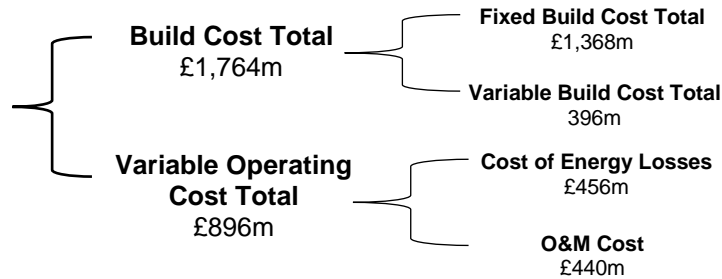 Build Cost Total
£1,764m
Fixed Build Cost Total
£1,368m
Variable Build Cost Total
396m
Variable Operating
Cost Total
£896m
Cost of Energy Losses
£456m
O&M Cost
£440m